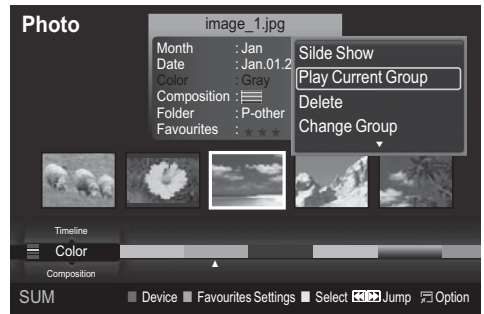 Photo
image_1.jpg
Month : Jan
Date : Jan.01.2
Color : Gray
Composition :
Folder : P-other
Favourites : ★ ★ ★
Silde Show
Play Current Group
Delete
Change Group
Timeline
Color
Composition
SUM
Device Favourites Settings Select Jump Option